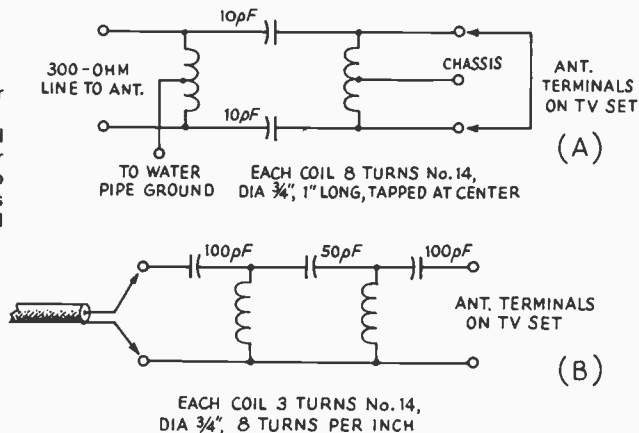 10pF
300-OHM
LINE TO ANT.
CHASSIS
ANT.
TERMINALS
ON TV SET
(A)
10pF
TO WATER
PIPE GROUND
EACH COIL 8 TURNS No.14,
DIA 3/4", 1" LONG, TAPPED AT CENTER
100pF
50pF
100pF
ANT. TERMINALS
ON TV SET
(B)
EACH COIL 3 TURNS No.14,
DIA 3/4", 8 TURNS PER INCH